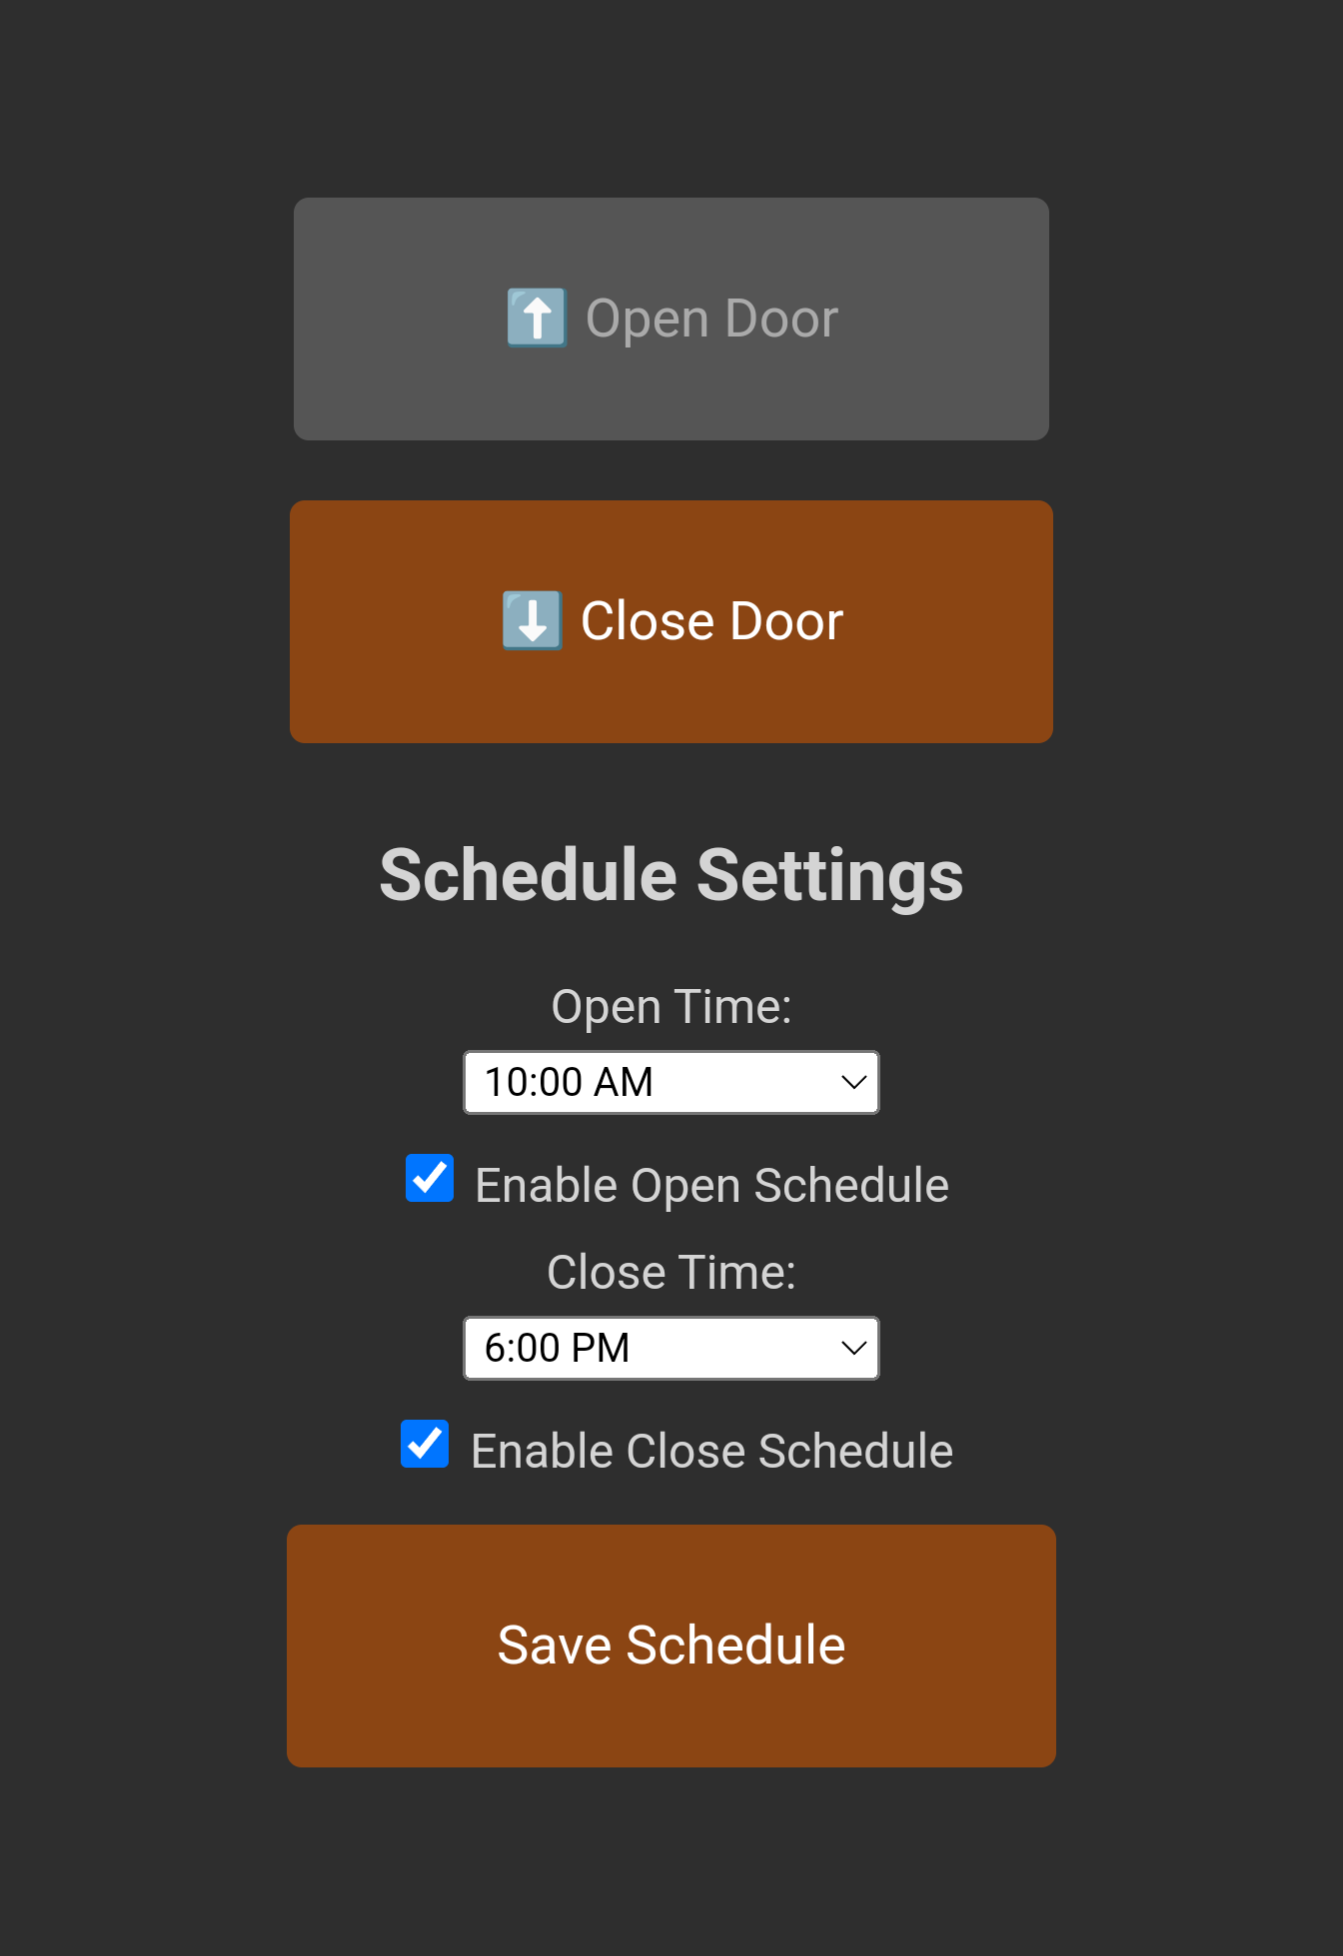 ⬆️ Open Door
⬇️ Close Door
Schedule Settings
Open Time:
10:00 AM
Enable Open Schedule
Close Time:
6:00 PM
Enable Close Schedule
Save Schedule